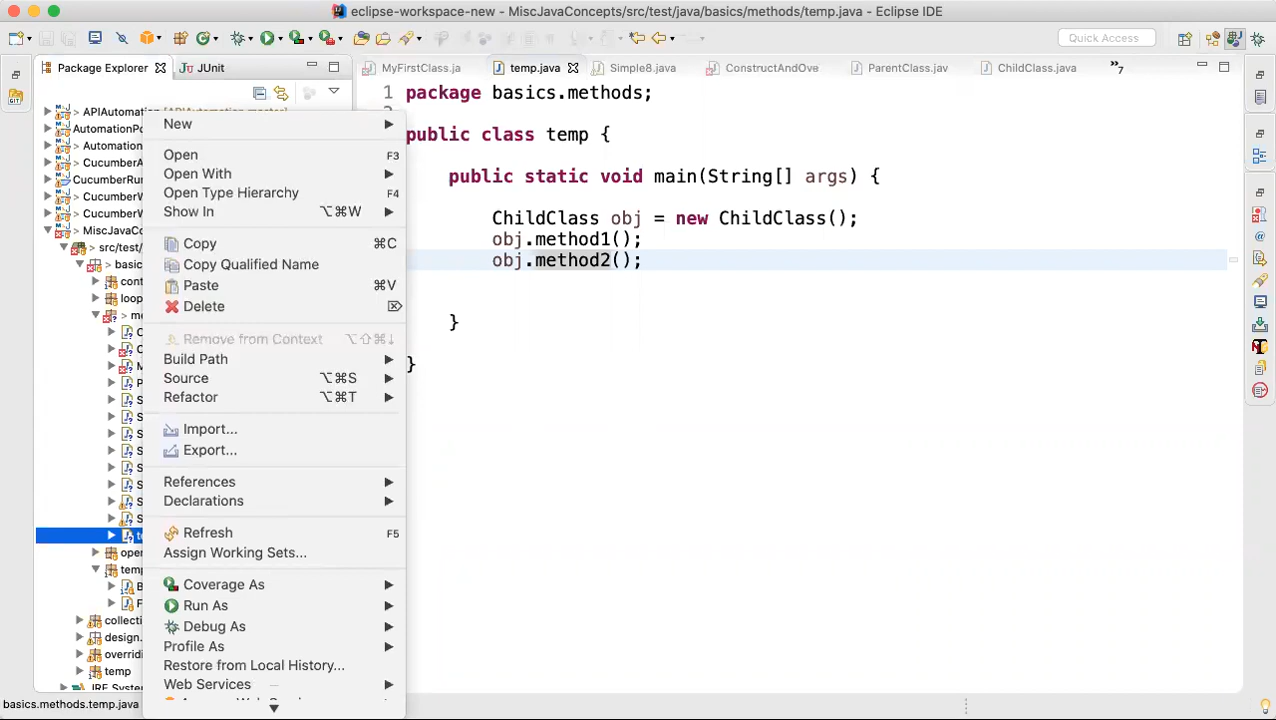 eclipse-workspace-new - MiscJavaConcepts/src/test/java/basics/methods/temp.java - Eclipse IDE
Quick Access
Package Explorer
JUnit
MyFirstClass.ja
temp.java
Simple8.java
ConstructAndOve
ParentClass.jav
ChildClass.java
»7
> APIAutomation [APIAutomation master]
AutomationPo
> Automation
> CucumberA
CucumberRun
> CucumberW
> CucumberW
> MiscJavaCo
> src/test/
> basic
cont
loop
> me
oper
temp
collecti
design.
overridi
temp
New
Open F3
Open With
Open Type Hierarchy F4
Show In ⌥⌘W
Copy ⌘C
Copy Qualified Name
Paste ⌘V
Delete ⌦
Remove from Context ⌥⇧⌘↓
Build Path
Source ⌥⌘S
Refactor ⌥⌘T
Import...
Export...
References
Declarations
Refresh F5
Assign Working Sets...
Coverage As
Run As
Debug As
Profile As
Restore from Local History...
Web Services
1 package basics.methods;
public class temp {
public static void main(String[] args) {
ChildClass obj = new ChildClass();
obj.method1();
obj.method2();
}
}
basics.methods.temp.java